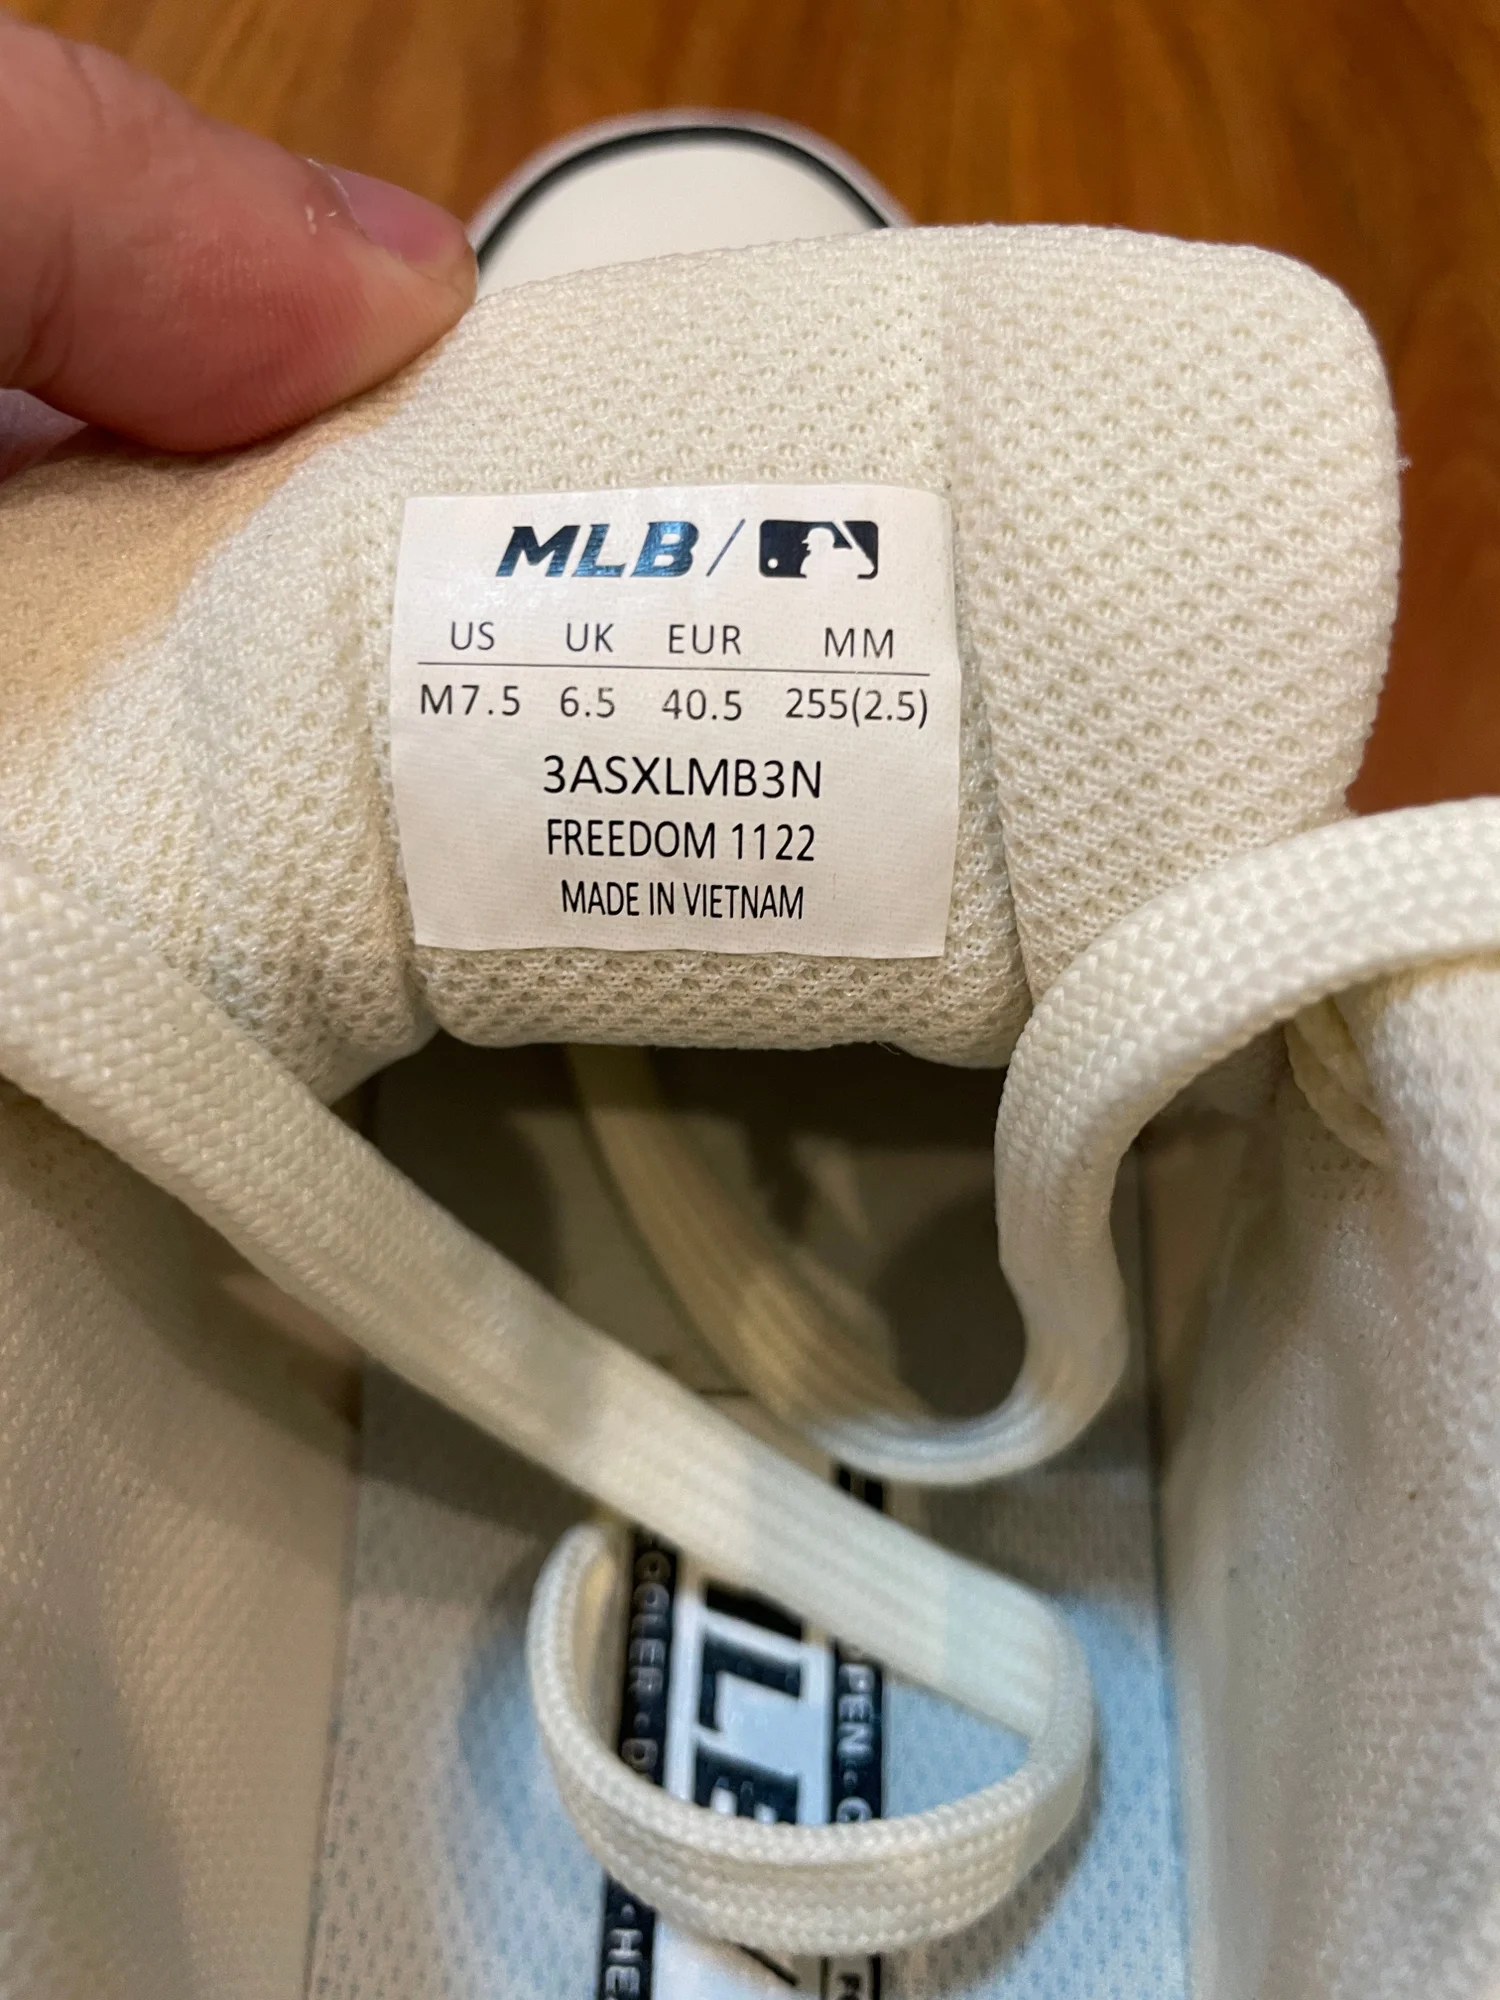 MLB /
US UK EUR MM
M7.5 6.5 40.5 255(2.5)
3ASXLMB3N
FREEDOM 1122
MADE IN VIETNAM